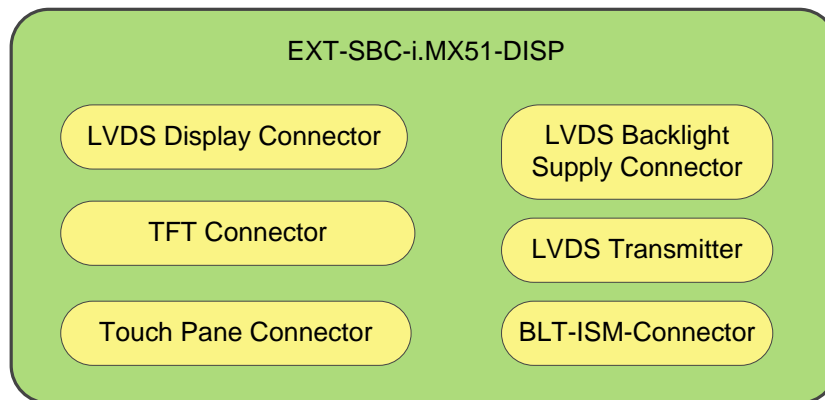 EXT-SBC-i.MX51-DISP
LVDS Display Connector
TFT Connector
Touch Pane Connector
LVDS Backlight
Supply Connector
LVDS Transmitter
BLT-ISM-Connector